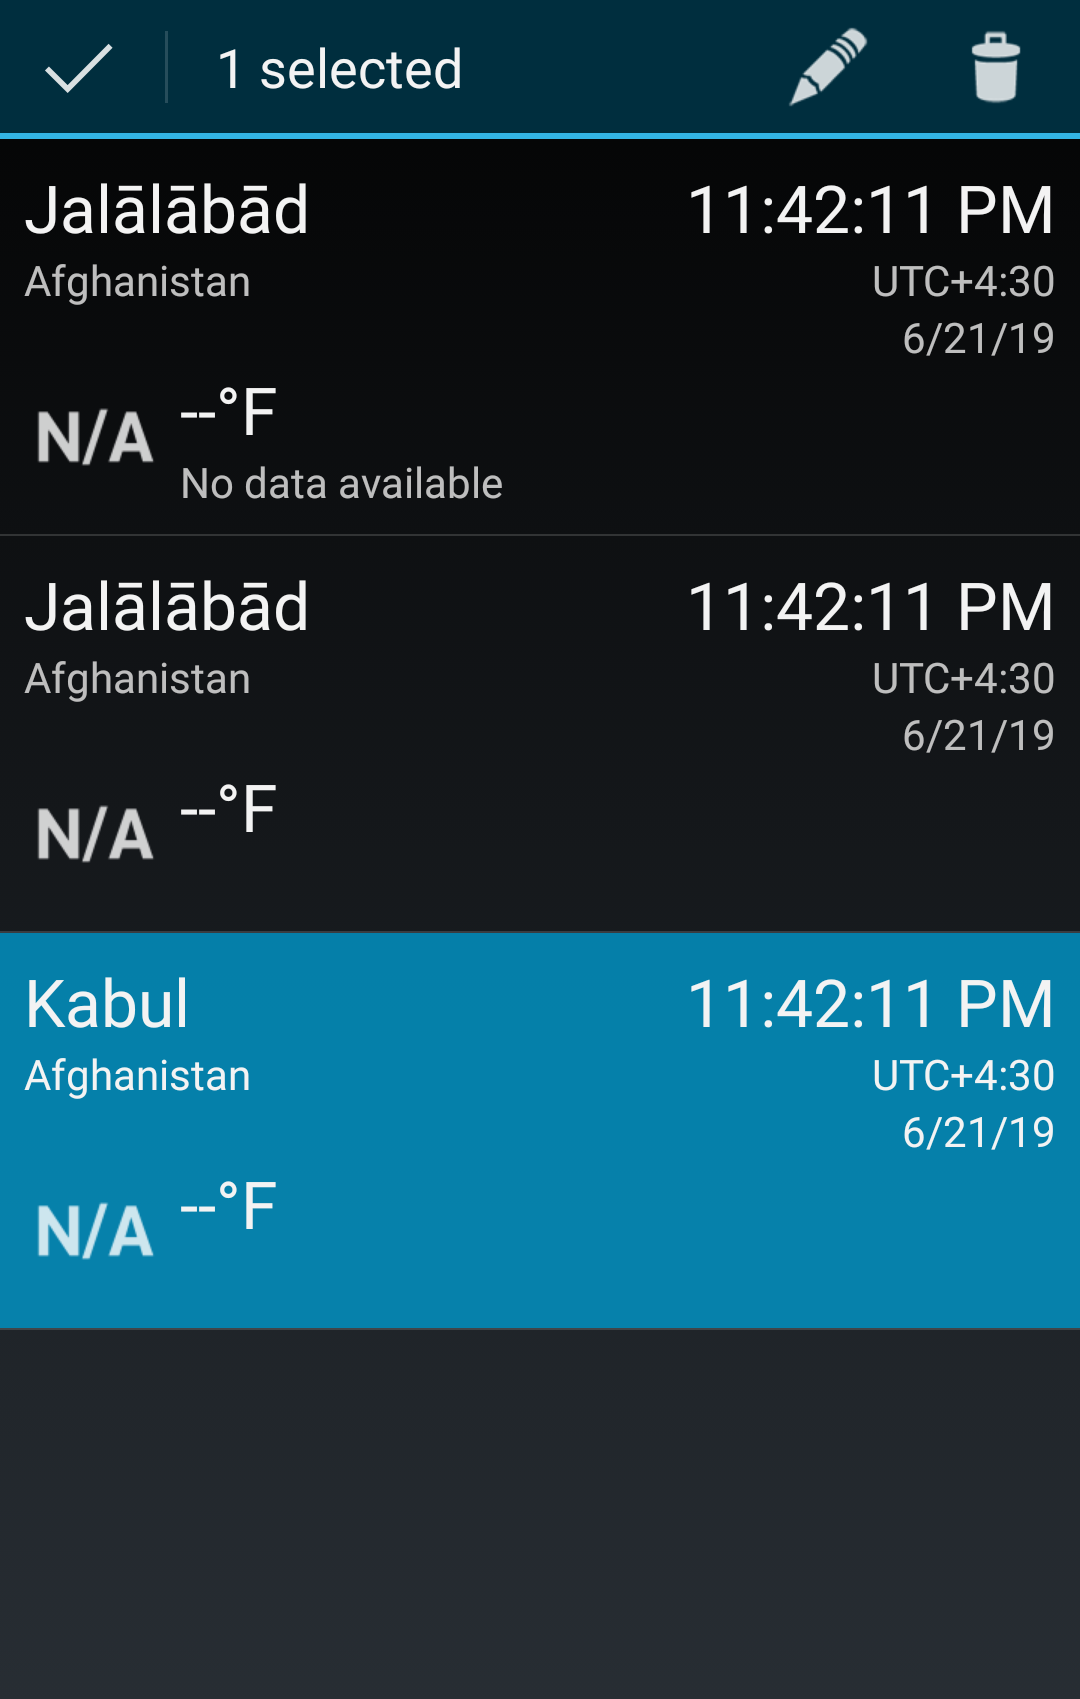 1 selected
Jalālābād 11:42:11 PM
Afghanistan UTC+4:30
6/21/19
N/A --°F
No data available
Jalālābād 11:42:11 PM
Afghanistan UTC+4:30
6/21/19
N/A --°F
Kabul 11:42:11 PM
Afghanistan UTC+4:30
6/21/19
N/A --°F